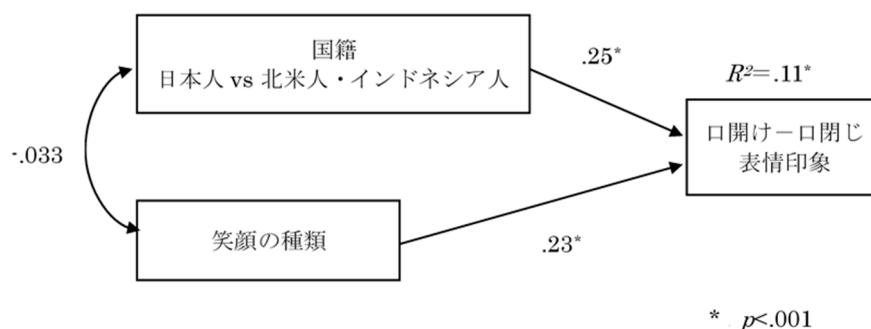 国籍
日本人 vs 北米人・インドネシア人
.25*
R²=.11*
口開け－口閉じ
表情印象
-.033
笑顔の種類
.23*
* p<.001